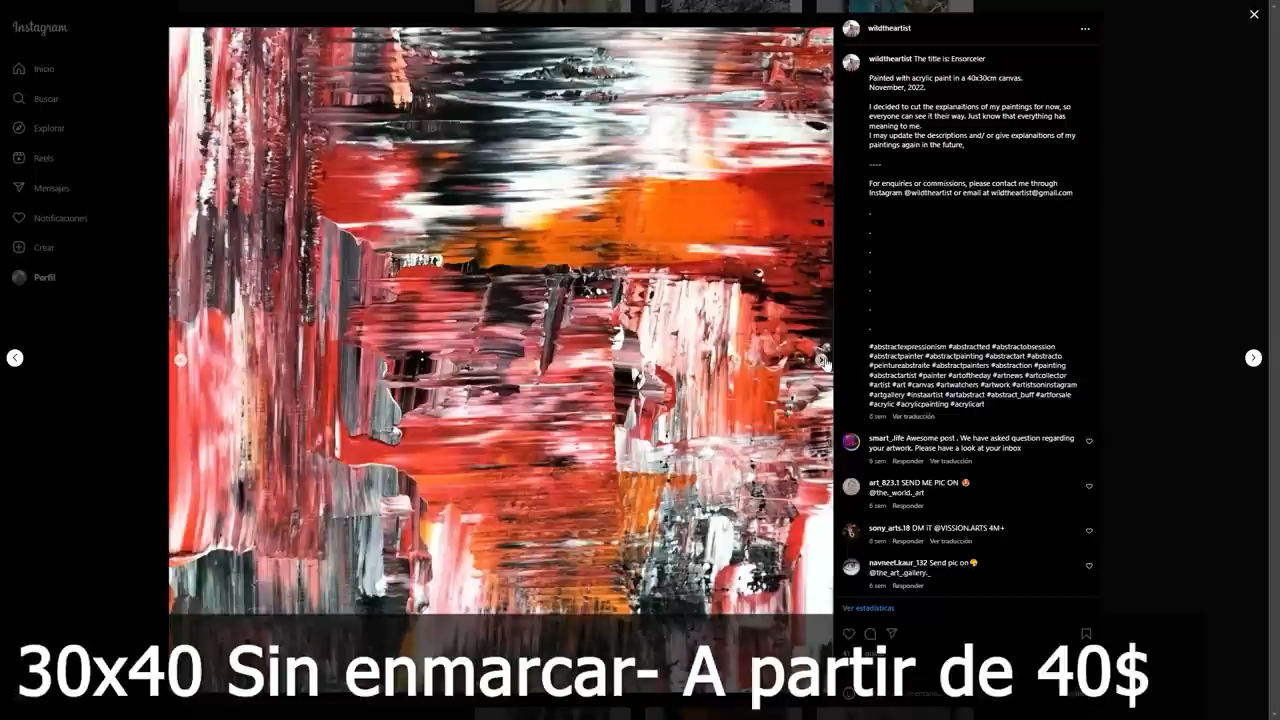 Instagram
wildtheartist
wildtheartist The title is: Ensorceler
Inicio
Painted with acrylic paint in a 40x30cm canvas.
November, 2022.
Buscar
I decided to cut the explanaitions of my paintings for now, so
everyone can see it their way. Just know that everything has
meaning to me.
Explorar
I may update the descriptions and/ or give explanaitions of my
paintings again in the future,
Reels
----
Mensajes
For enquiries or commissions, please contact me through
Instagram @wildtheartist or email at wildtheartist@gmail.com
Notificaciones
.
.
Crear
.
.
Perfil
.
.
.
#abstractexpressionism #abstractted #abstractobsession
#abstractpainter #abstractpainting #abstractart #abstracto
#peintureabstraite #abstractpainters #abstraction #painting
#abstractartist #painter #artoftheday #artnews #artcollector
#artist #art #canvas #artwatchers #artwork #artistsoninstagram
#artgallery #instaartist #artabstract #abstract_buff #artforsale
#acrylic #acrylicpainting #acrylicart
6 sem Ver traducción
smart_.life Awesome post . We have asked question regarding
your artwork. Please have a look at your inbox
6 sem Responder Ver traducción
art_823.1 SEND ME PIC ON 😍
@the._world._art
6 sem Responder
sony_arts.18 DM iT @VISSION.ARTS 4M+
6 sem Responder Ver traducción
navneet.kaur_132 Send pic on
@the_art_.gallery._
6 sem Responder
Ver estadísticas
30x40 Sin enmarcar- A partir de 40$